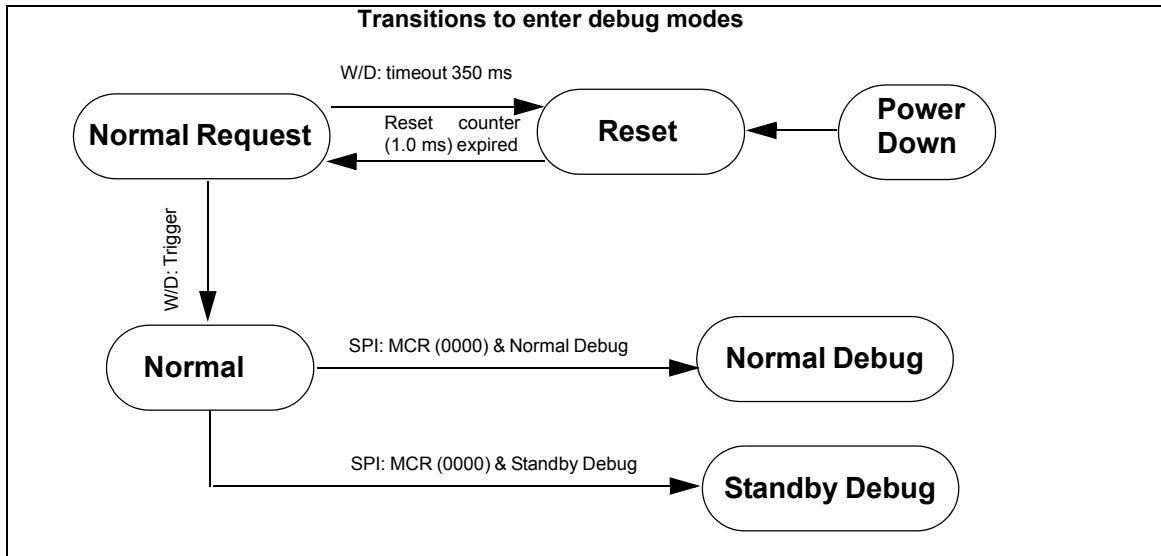 Transitions to enter debug modes
W/D: timeout 350 ms
Normal Request
Reset counter
(1.0 ms) expired
Reset
Power
Down
W/D: Trigger
Normal
SPI: MCR (0000) & Normal Debug
Normal Debug
SPI: MCR (0000) & Standby Debug
Standby Debug